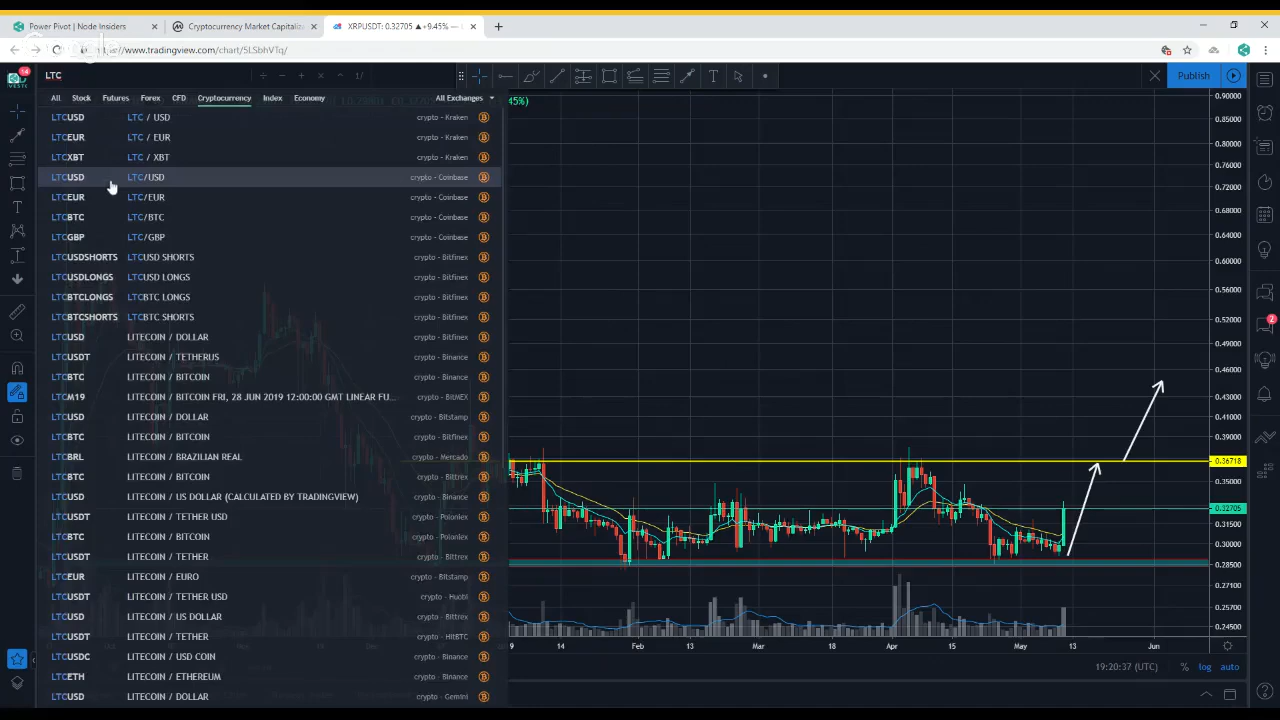 Power Pivot | Node Insiders
Cryptocurrency Market Capitaliz
XRPUSDT: 0.32705 ▲ +9.45% —
https://www.tradingview.com/chart/5LSbhVTq/
14
LTC
1/
Publish
All Stock Futures Forex CFD Cryptocurrency Index Economy All Exchanges
45%)
LTCUSD LTC / USD crypto - Kraken
LTCEUR LTC / EUR crypto - Kraken
LTCXBT LTC / XBT crypto - Kraken
LTCUSD LTC/USD crypto - Coinbase
LTCEUR LTC/EUR crypto - Coinbase
LTCBTC LTC/BTC crypto - Coinbase
LTCGBP LTC/GBP crypto - Coinbase
LTCUSDSHORTS LTCUSD SHORTS crypto - Bitfinex
LTCUSDLONGS LTCUSD LONGS crypto - Bitfinex
LTCBTCLONGS LTCBTC LONGS crypto - Bitfinex
LTCBTCSHORTS LTCBTC SHORTS crypto - Bitfinex
LTCUSD LITECOIN / DOLLAR crypto - Bitfinex
LTCUSDT LITECOIN / TETHERUS crypto - Binance
LTCBTC LITECOIN / BITCOIN crypto - Binance
LTCM19 LITECOIN / BITCOIN FRI, 28 JUN 2019 12:00:00 GMT LINEAR FU... crypto - BitMEX
LTCUSD LITECOIN / DOLLAR crypto - Bitstamp
LTCBTC LITECOIN / BITCOIN crypto - Bitfinex
LTCBRL LITECOIN / BRAZILIAN REAL crypto - Mercado
LTCBTC LITECOIN / BITCOIN crypto - Bittrex
LTCUSD LITECOIN / US DOLLAR (CALCULATED BY TRADINGVIEW) crypto - Binance
LTCUSDT LITECOIN / TETHER USD crypto - Poloniex
LTCBTC LITECOIN / BITCOIN crypto - Poloniex
LTCUSDT LITECOIN / TETHER crypto - Bittrex
LTCEUR LITECOIN / EURO crypto - Bitstamp
LTCUSDT LITECOIN / TETHER USD crypto - Huobi
LTCUSD LITECOIN / US DOLLAR crypto - Bittrex
LTCUSDT LITECOIN / TETHER crypto - HitBTC
LTCUSDC LITECOIN / USD COIN crypto - Binance
LTCETH LITECOIN / ETHEREUM crypto - Binance
LTCUSD LITECOIN / DOLLAR crypto - Gemini
0.90000
0.85000
0.80000
0.76000
0.72000
0.68000
0.64000
0.60000
0.56000
0.52000
0.49000
0.46000
0.43000
0.41000
0.39000
0.36718
0.35000
0.32705
0.31500
0.30000
0.28500
0.27100
0.25700
0.24500
2
9 14 Feb 13 Mar 18 Apr 15 May 13 Jun
19:20:37 (UTC) % log auto